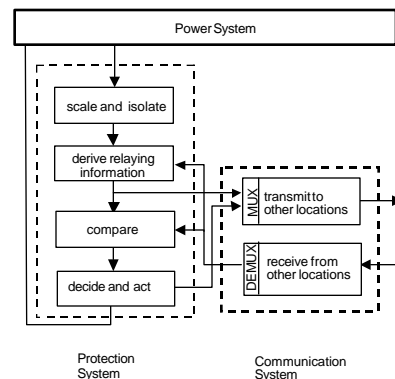 Power System
scale and isolate
derive relaying
information
compare
decide and act
MUX
transmit to
other locations
DEMUX
receive from
other locations
Protection
System
Communication
System